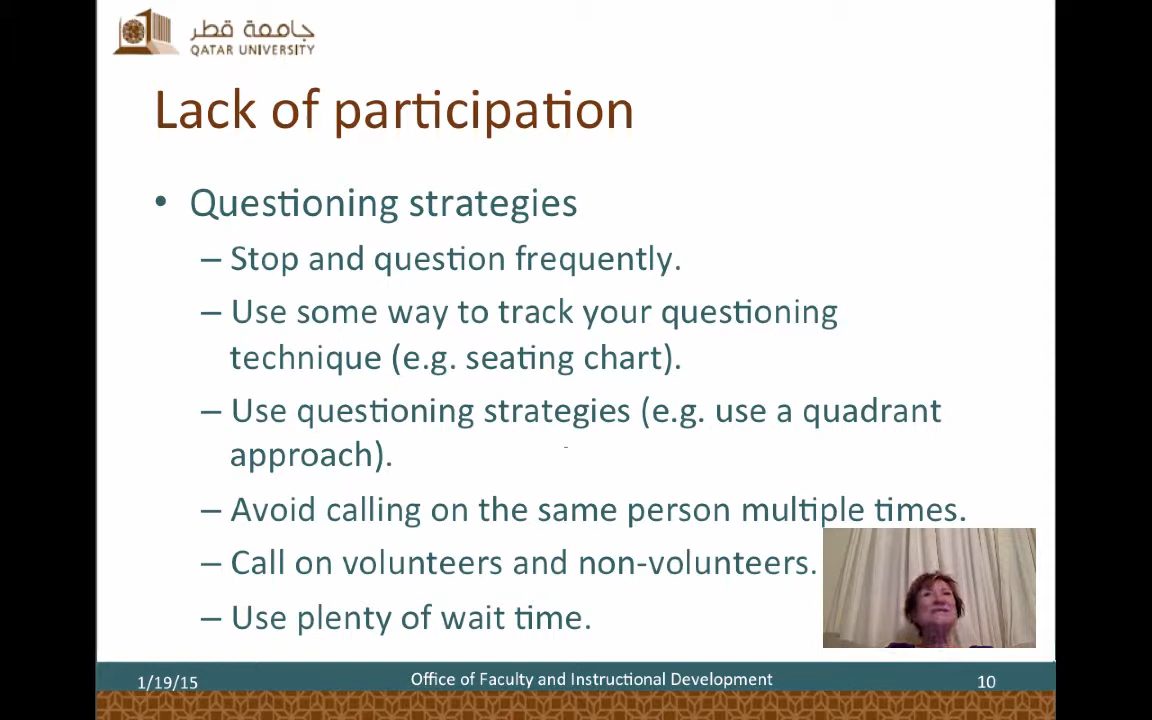 جامعة قطر
QATAR UNIVERSITY
Lack of participation
• Questioning strategies
– Stop and question frequently.
– Use some way to track your questioning
technique (e.g. seating chart).
– Use questioning strategies (e.g. use a quadrant
approach).
– Avoid calling on the same person multiple times.
– Call on volunteers and non-volunteers.
– Use plenty of wait time.
1/19/15
Office of Faculty and Instructional Development
10